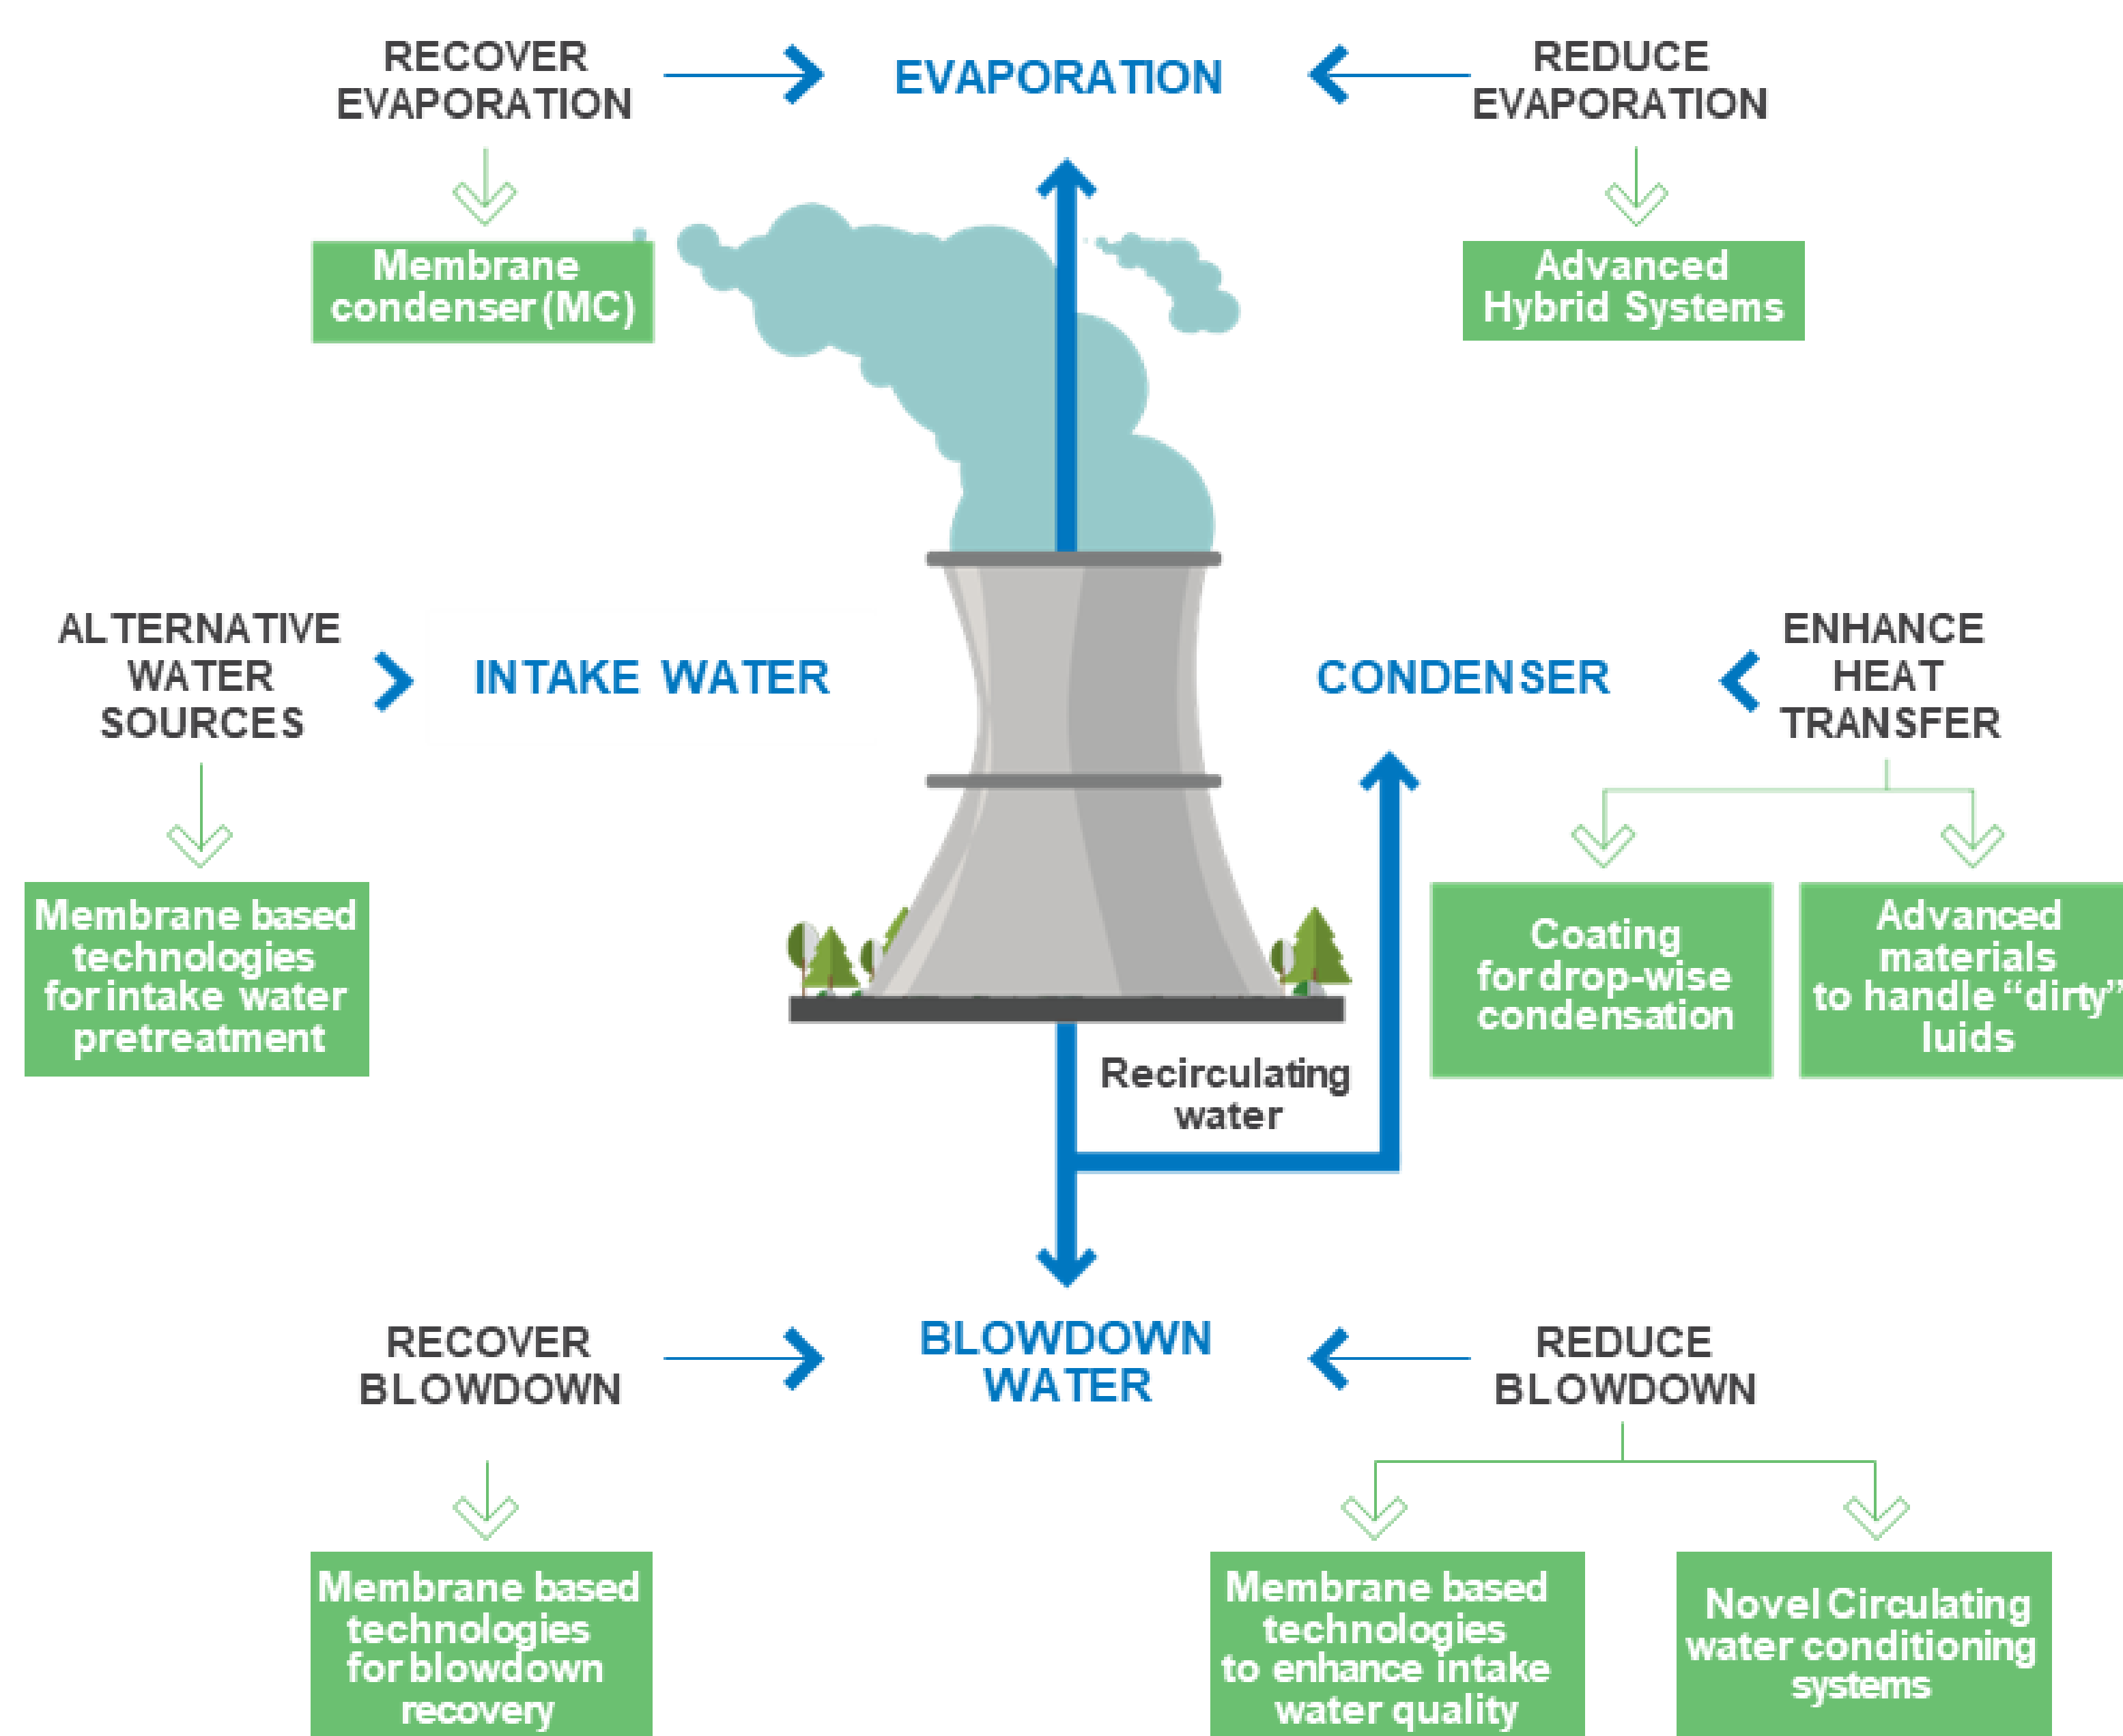 RECOVER
EVAPORATION
EVAPORATION
REDUCE
EVAPORATION
Membrane
condenser (MC)
Advanced
Hybrid Systems
ALTERNATIVE
WATER
SOURCES
INTAKE WATER
CONDENSER
ENHANCE
HEAT
TRANSFER
Membrane based
technologies
for intake water
pretreatment
Coating
for drop-wise
condensation
Advanced
materials
to handle “dirty”
luids
Recirculating
water
RECOVER
BLOWDOWN
BLOWDOWN
WATER
REDUCE
BLOWDOWN
Membrane based
technologies
for blowdown
recovery
Membrane based
technologies
to enhance intake
water quality
Novel Circulating
water conditioning
systems